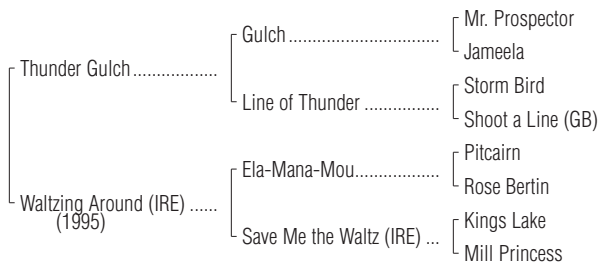 Mr. Prospector
Gulch................................
Jameela
Thunder Gulch..................
Storm Bird
Line of Thunder ................
Shoot a Line (GB)
Pitcairn
Ela-Mana-Mou..................
Rose Bertin
Waltzing Around (IRE) ......
(1995)
Kings Lake
Save Me the Waltz (IRE) ...
Mill Princess